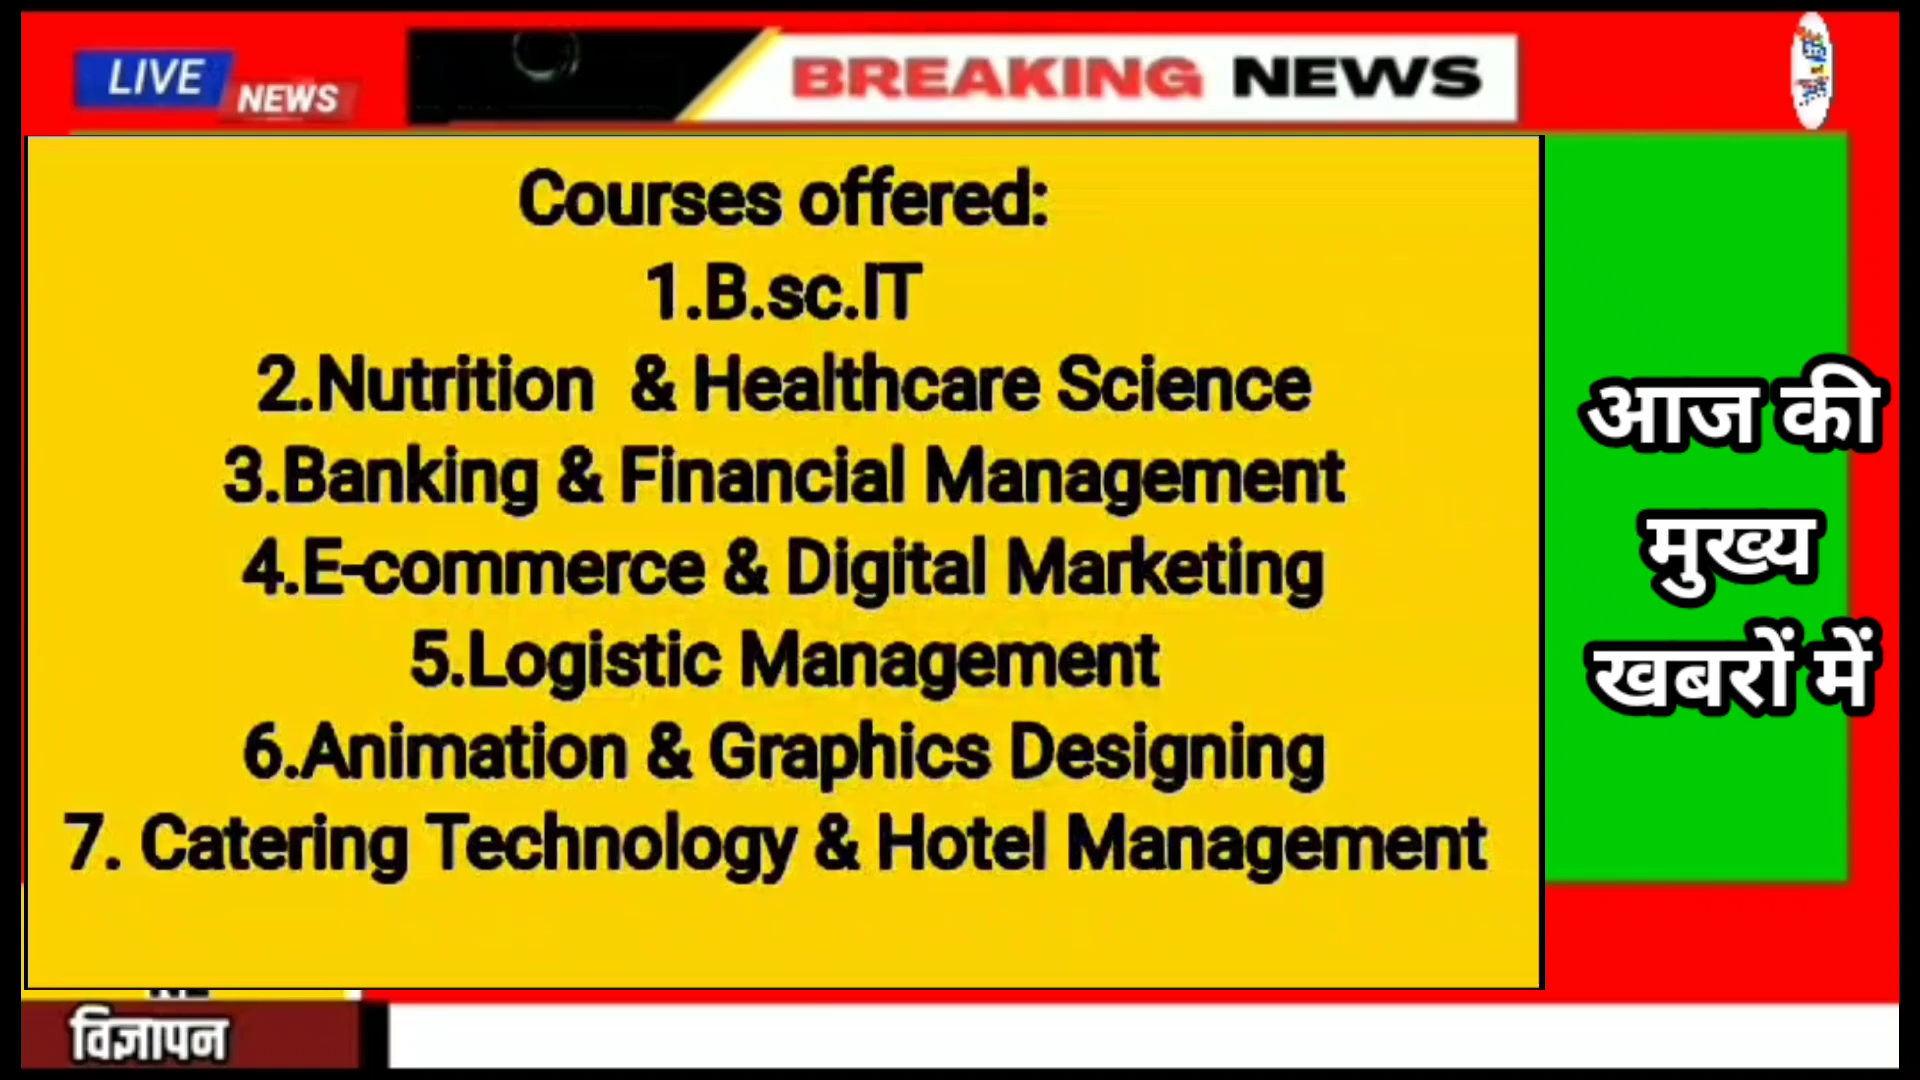 LIVE
NEWS
BREAKING NEWS
Courses offered:
1.B.sc.IT
2.Nutrition & Healthcare Science
3.Banking & Financial Management
4.E-commerce & Digital Marketing
5.Logistic Management
6.Animation & Graphics Designing
7. Catering Technology & Hotel Management
आज की
मुख्य
खबरों में
विज्ञापन